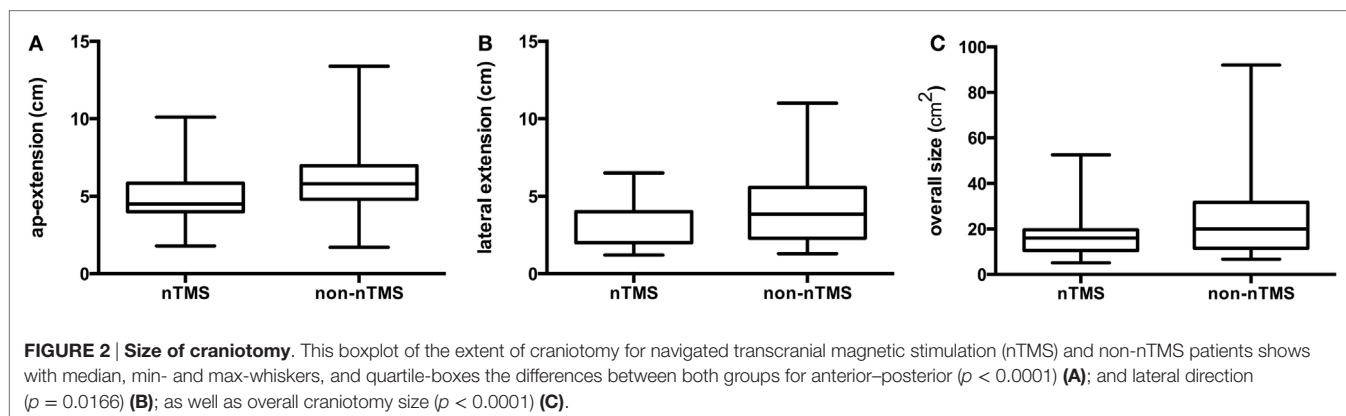 A
15
10
5
0
ap-extension (cm)
nTMS
non-nTMS
B
15
10
5
0
lateral extension (cm)
nTMS
non-nTMS
C
100
80
60
40
20
0
overall size (cm²)
nTMS
non-nTMS
FIGURE 2 | Size of craniotomy. This boxplot of the extent of craniotomy for navigated transcranial magnetic stimulation (nTMS) and non-nTMS patients shows
with median, min- and max-whiskers, and quartile-boxes the differences between both groups for anterior–posterior (p < 0.0001) (A); and lateral direction
(p = 0.0166) (B); as well as overall craniotomy size (p < 0.0001) (C).